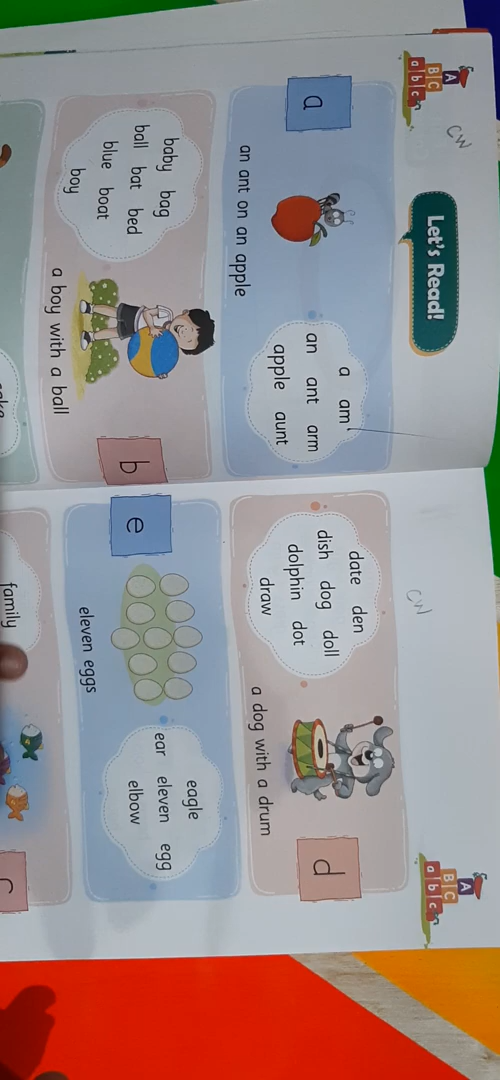 A
B C
a b c
CW
Let's Read!
a
an ant on an apple
a am
an ant arm
apple aunt
baby bag
ball bat bed
blue boat
boy
a boy with a ball
b
CW
A
B C
a b c
date den
dish dog doll
dolphin dot
draw
a dog with a drum
d
e
eleven eggs
eagle
ear eleven egg
elbow
family